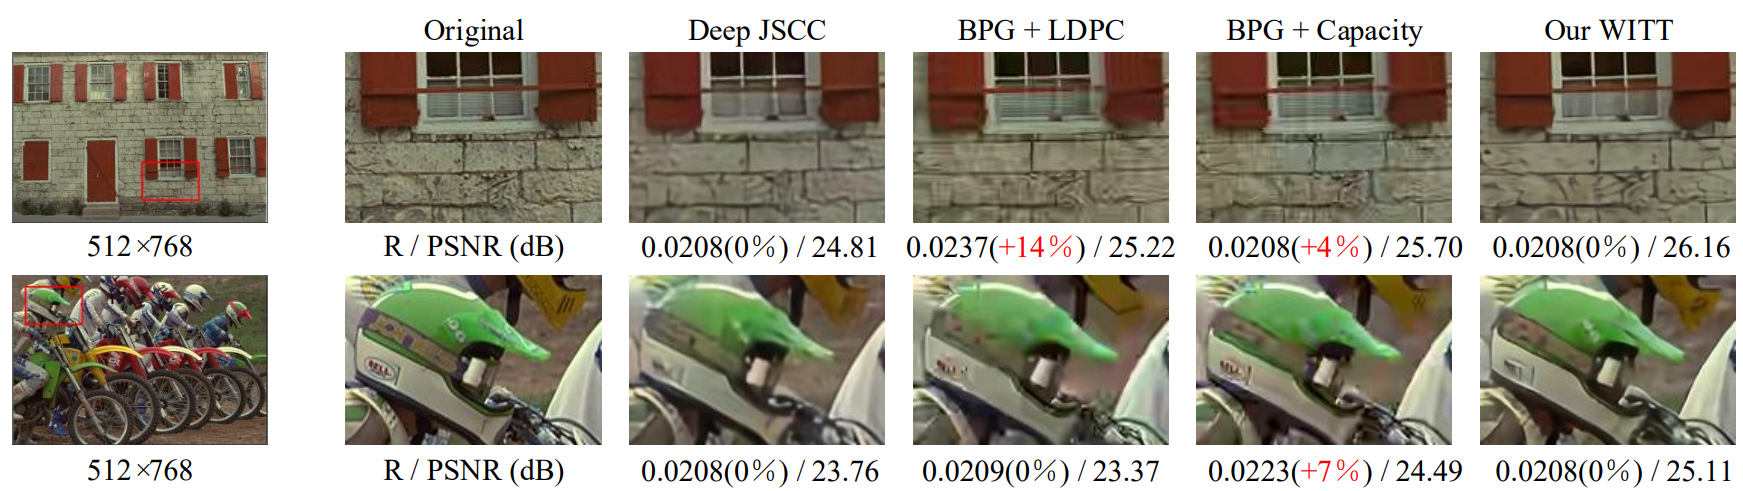 Original Deep JSCC BPG + LDPC BPG + Capacity Our WITT
512×768 R / PSNR (dB) 0.0208(0%) / 24.81 0.0237(+14%) / 25.22 0.0208(+4%) / 25.70 0.0208(0%) / 26.16
BELL
512×768 R / PSNR (dB) 0.0208(0%) / 23.76 0.0209(0%) / 23.37 0.0223(+7%) / 24.49 0.0208(0%) / 25.11